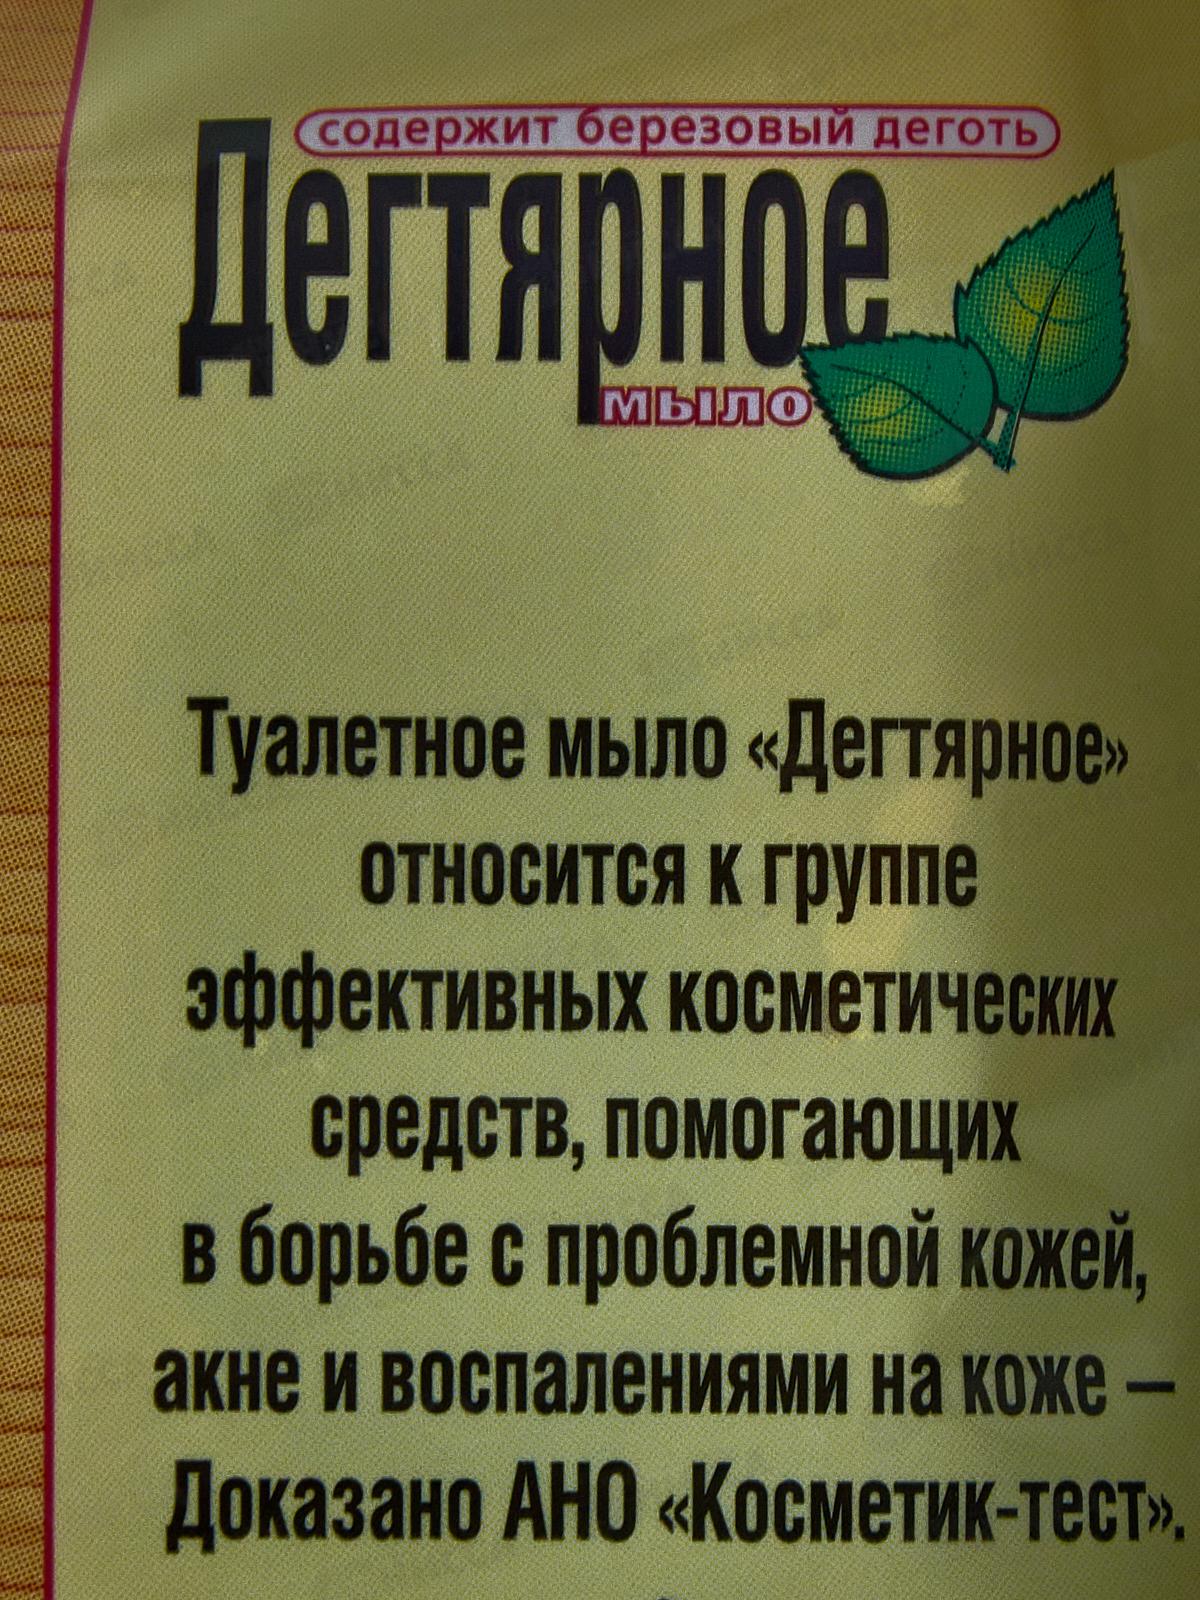 содержит березовый деготь
Дегтярное
мыло
Туалетное мыло «Дегтярное»
относится к группе
эффективных косметических
средств, помогающих
в борьбе с проблемной кожей,
акне и воспалениями на коже –
Доказано АНО «Косметик-тест».